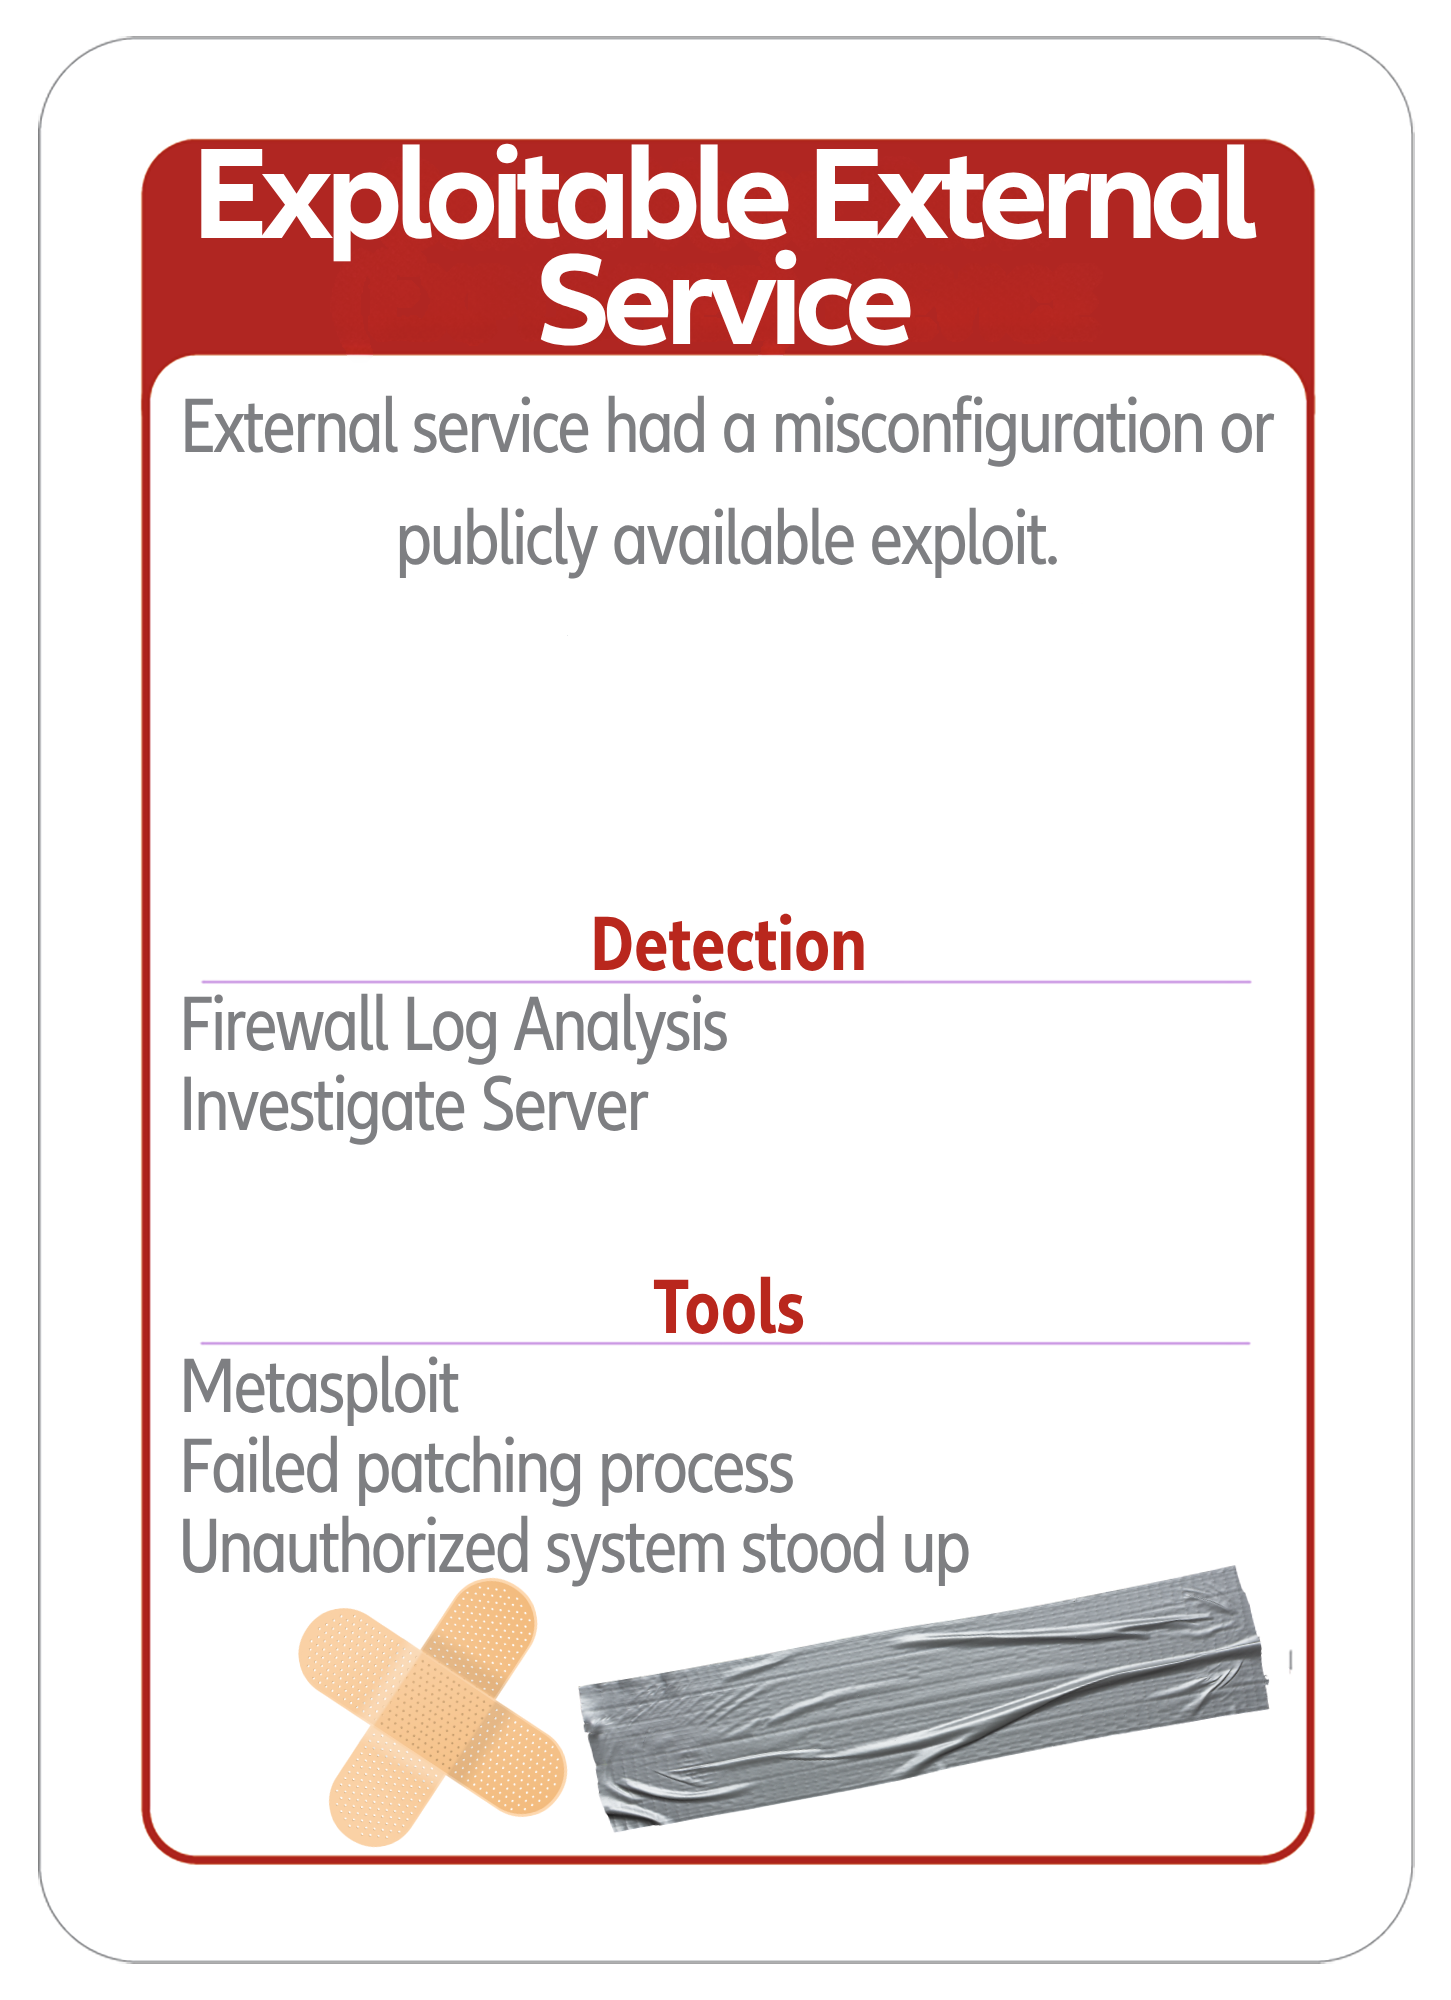 Exploitable External
Service
External service had a misconfiguration or
publicly available exploit.
Detection
Firewall Log Analysis
Investigate Server
Tools
Metasploit
Failed patching process
Unauthorized system stood up